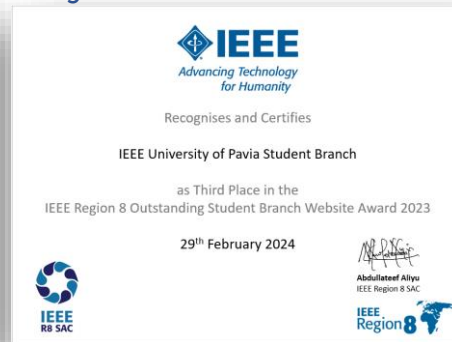 IEEE
Advancing Technology
for Humanity
Recognises and Certifies
IEEE University of Pavia Student Branch
as Third Place in the
IEEE Region 8 Outstanding Student Branch Website Award 2023
29th February 2024
Abdullateef Aliyu
IEEE Region 8 SAC
IEEE
R8 SAC
IEEE
Region 8